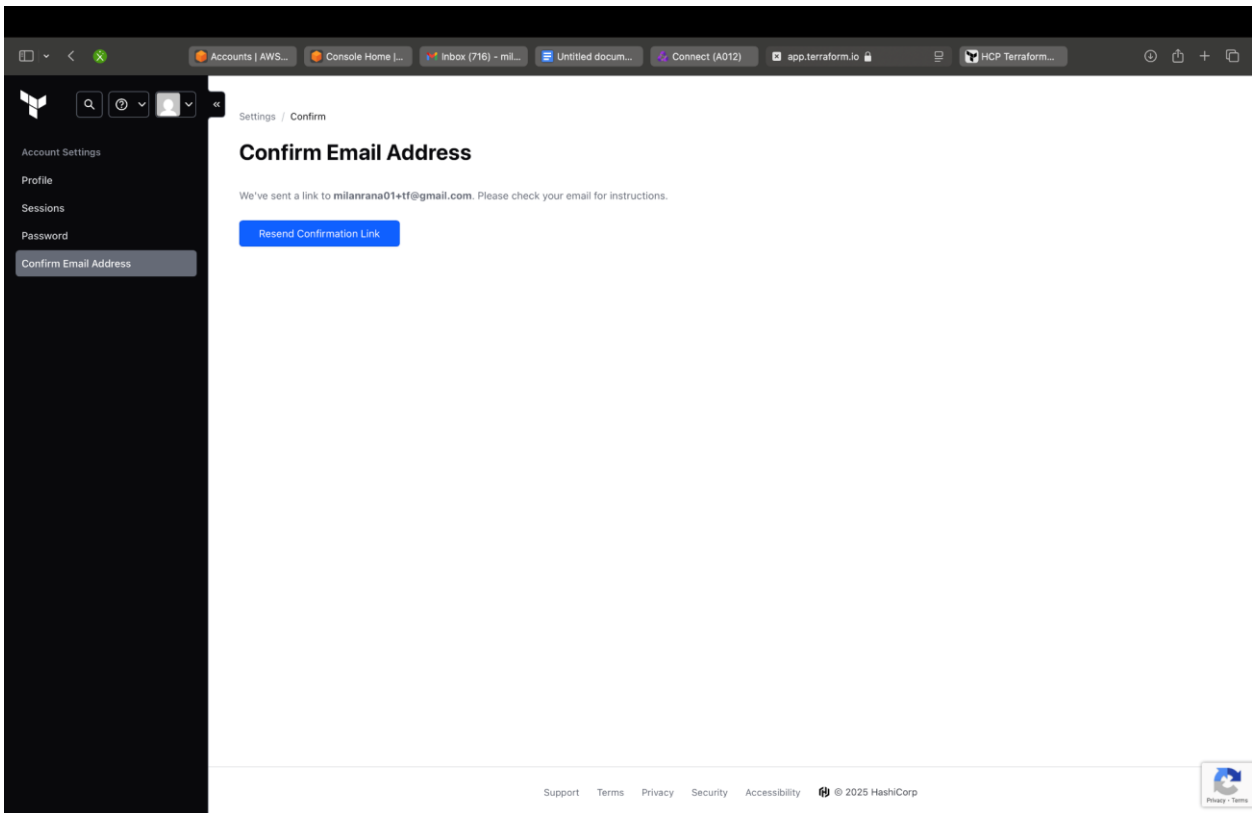 Accounts | AWS...
Console Home |...
Inbox (716) – mil...
Untitled docum...
Connect (A012)
app.terraform.io
HCP Terraform...
Settings / Confirm
Account Settings
Profile
Sessions
Password
Confirm Email Address
Confirm Email Address
We've sent a link to milanrana01+tf@gmail.com. Please check your email for instructions.
Resend Confirmation Link
Support Terms Privacy Security Accessibility © 2025 HashiCorp
Privacy - Terms